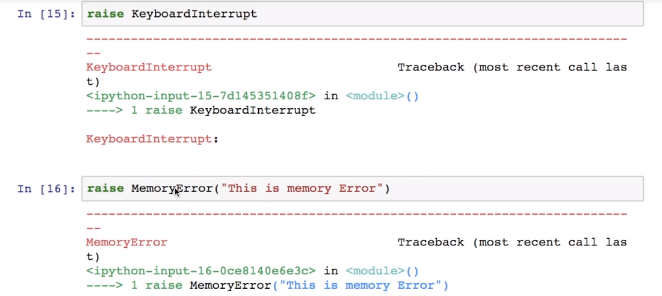 In [15]: raise KeyboardInterrupt
---------------------------------------------------------------------------
--
KeyboardInterrupt                         Traceback (most recent call las
t)
<ipython-input-15-7d145351408f> in <module>()
----> 1 raise KeyboardInterrupt

KeyboardInterrupt:
In [16]: raise MemoryError("This is memory Error")
---------------------------------------------------------------------------
--
MemoryError                               Traceback (most recent call las
t)
<ipython-input-16-0ce8140e6e3c> in <module>()
----> 1 raise MemoryError("This is memory Error")